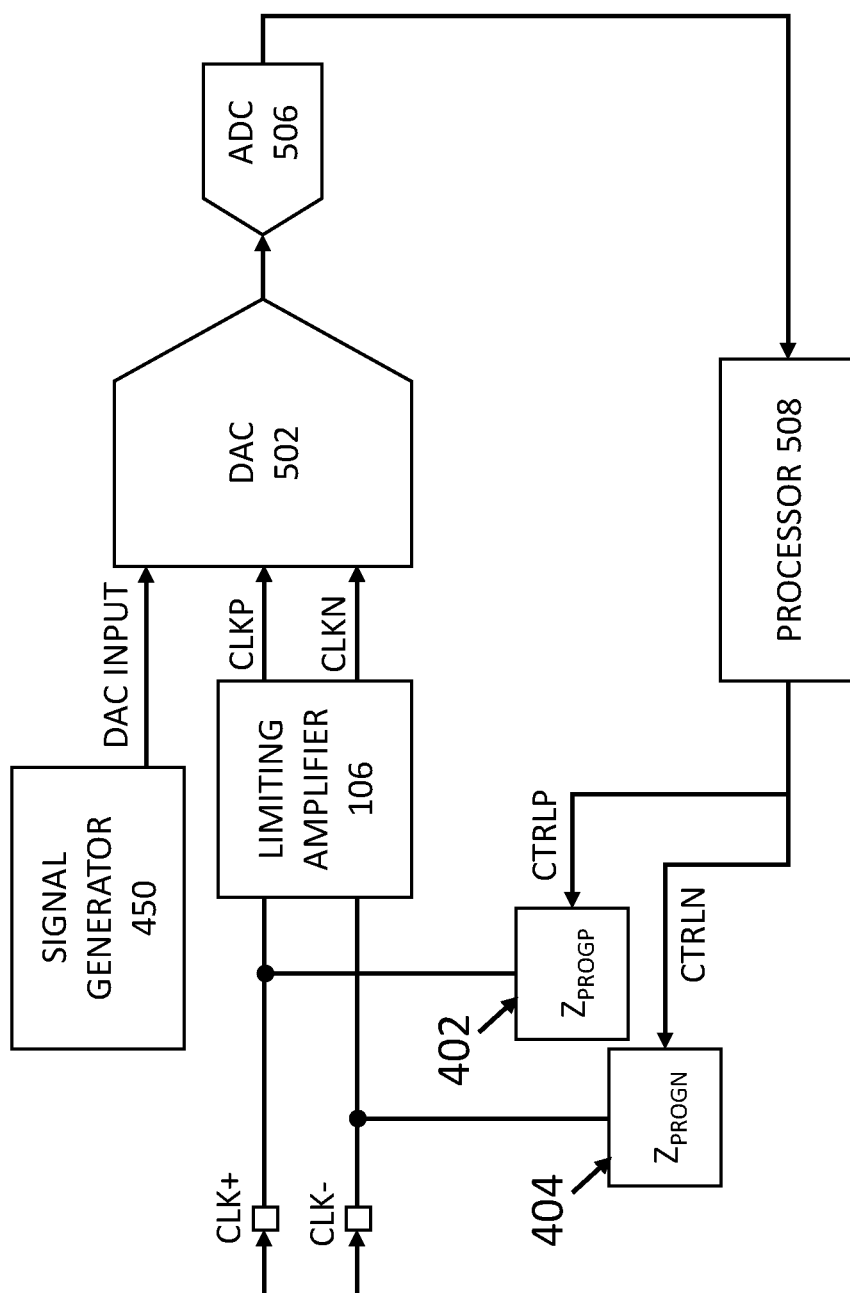 SIGNAL
GENERATOR
450
DAC INPUT
CLK+
CLK-
LIMITING
AMPLIFIER
106
CLKP
CLKN
DAC
502
ADC
506
402
Z_PROGP
CTRLP
404
Z_PROGN
CTRLN
PROCESSOR 508